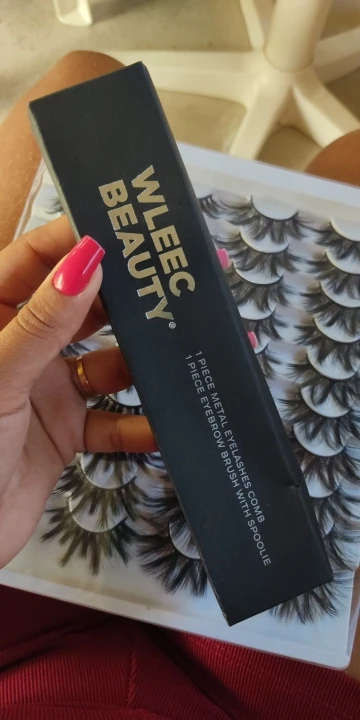 WLEEC
BEAUTY®
1 PIECE METAL EYELASHES COMB
1 PIECE EYEBROW BRUSH WITH SPOOLIE